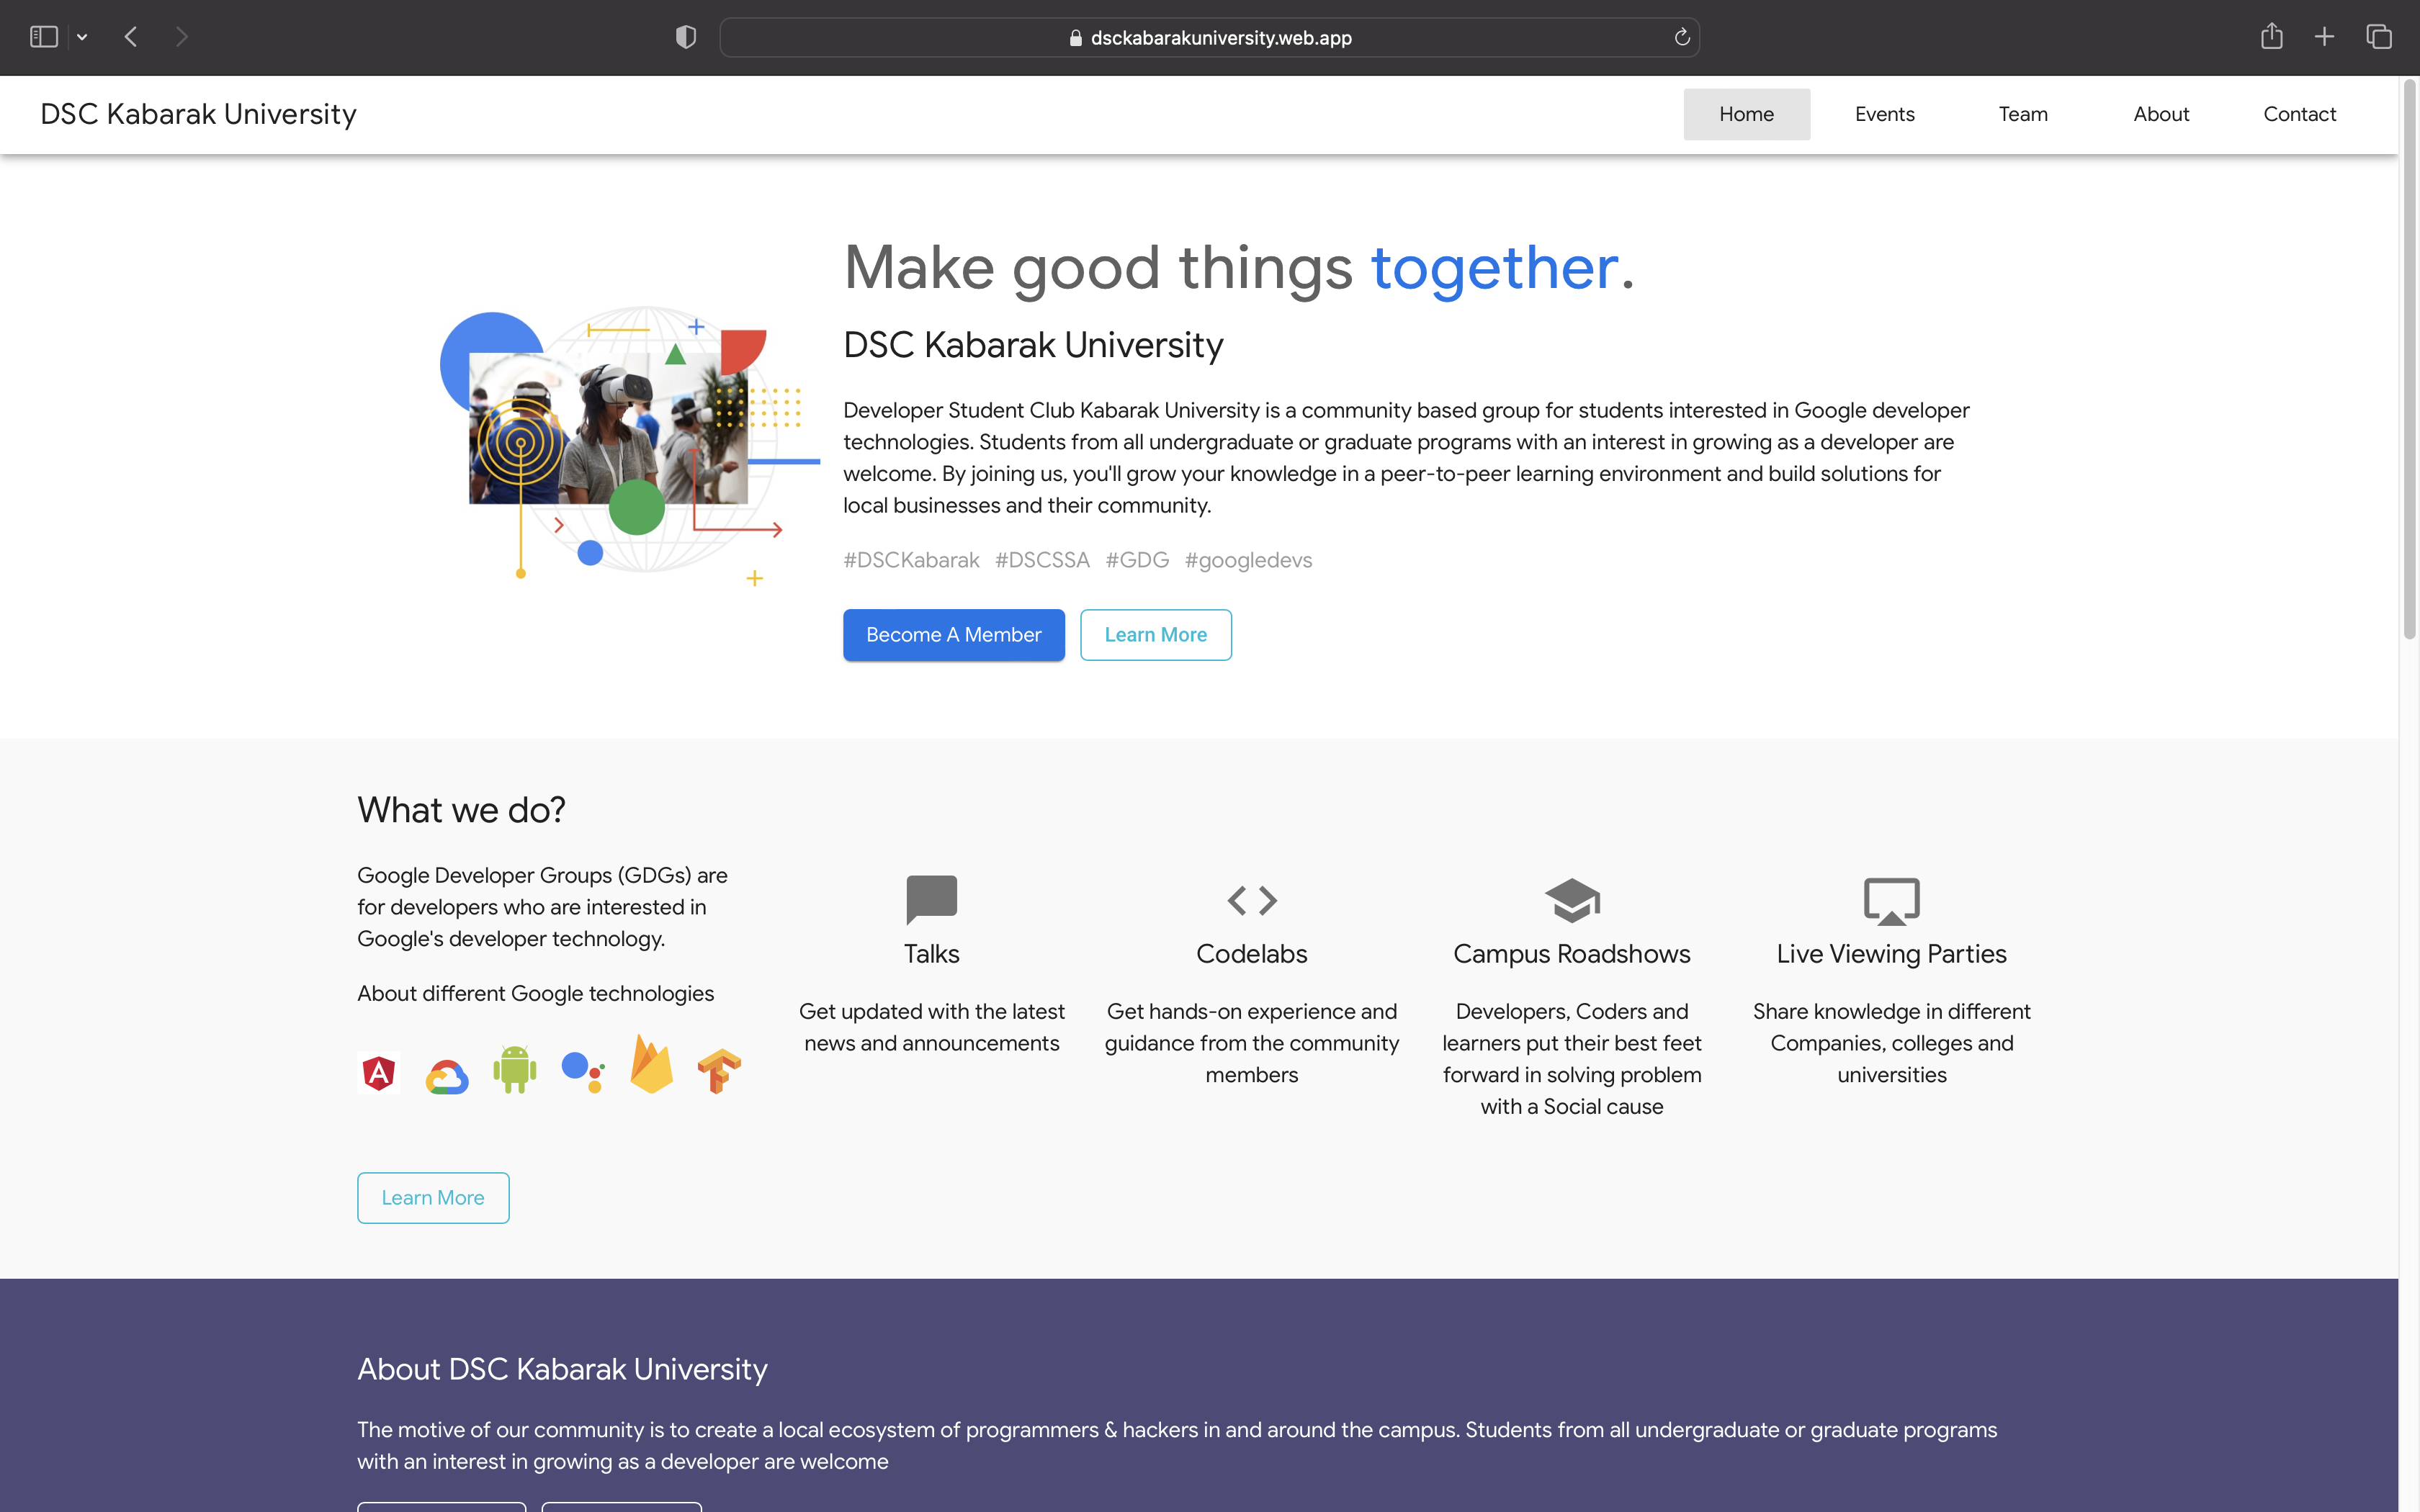 dsckabarakuniversity.web.app
DSC Kabarak University
Home
Events
Team
About
Contact
Make good things together.
DSC Kabarak University
Developer Student Club Kabarak University is a community based group for students interested in Google developer
technologies. Students from all undergraduate or graduate programs with an interest in growing as a developer are
welcome. By joining us, you'll grow your knowledge in a peer-to-peer learning environment and build solutions for
local businesses and their community.
#DSCKabarak #DSCSSA #GDG #googledevs
Become A Member
Learn More
What we do?
Google Developer Groups (GDGs) are
for developers who are interested in
Google's developer technology.
About different Google technologies
A
Learn More
Talks
Get updated with the latest
news and announcements
Codelabs
Get hands-on experience and
guidance from the community
members
Campus Roadshows
Developers, Coders and
learners put their best feet
forward in solving problem
with a Social cause
Live Viewing Parties
Share knowledge in different
Companies, colleges and
universities
About DSC Kabarak University
The motive of our community is to create a local ecosystem of programmers & hackers in and around the campus. Students from all undergraduate or graduate programs
with an interest in growing as a developer are welcome